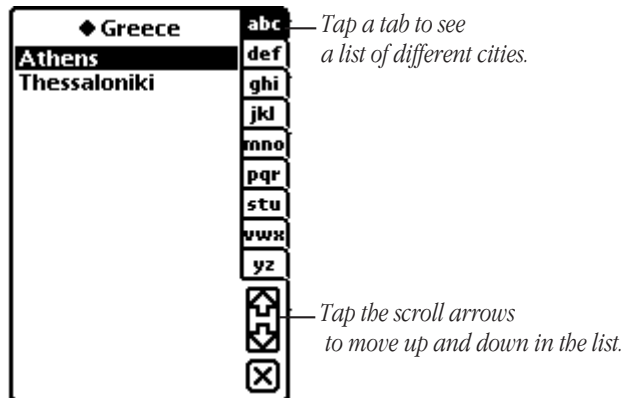 ◆ Greece
Athens
Thessaloniki
abc
def
ghi
jkl
mno
pqr
stu
vwx
yz
Tap a tab to see
a list of different cities.
Tap the scroll arrows
to move up and down in the list.